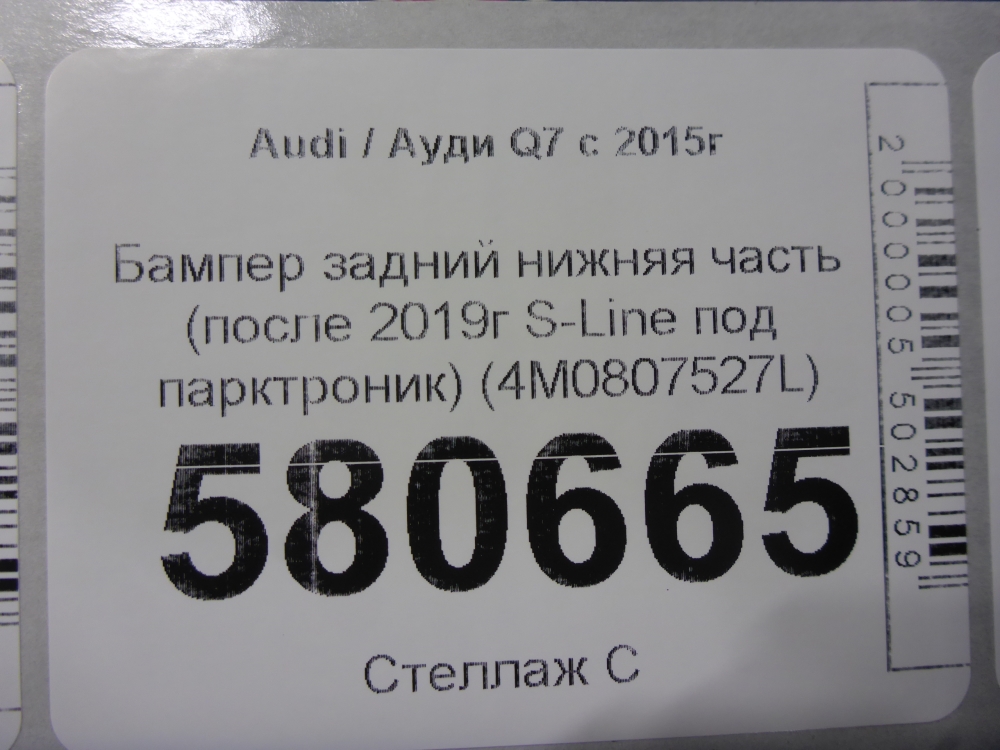 Audi / Ауди Q7 с 2015г
Бампер задний нижняя часть
(после 2019г S-Line под
парктроник) (4M0807527L)
580665
Стеллаж С
2000005502859